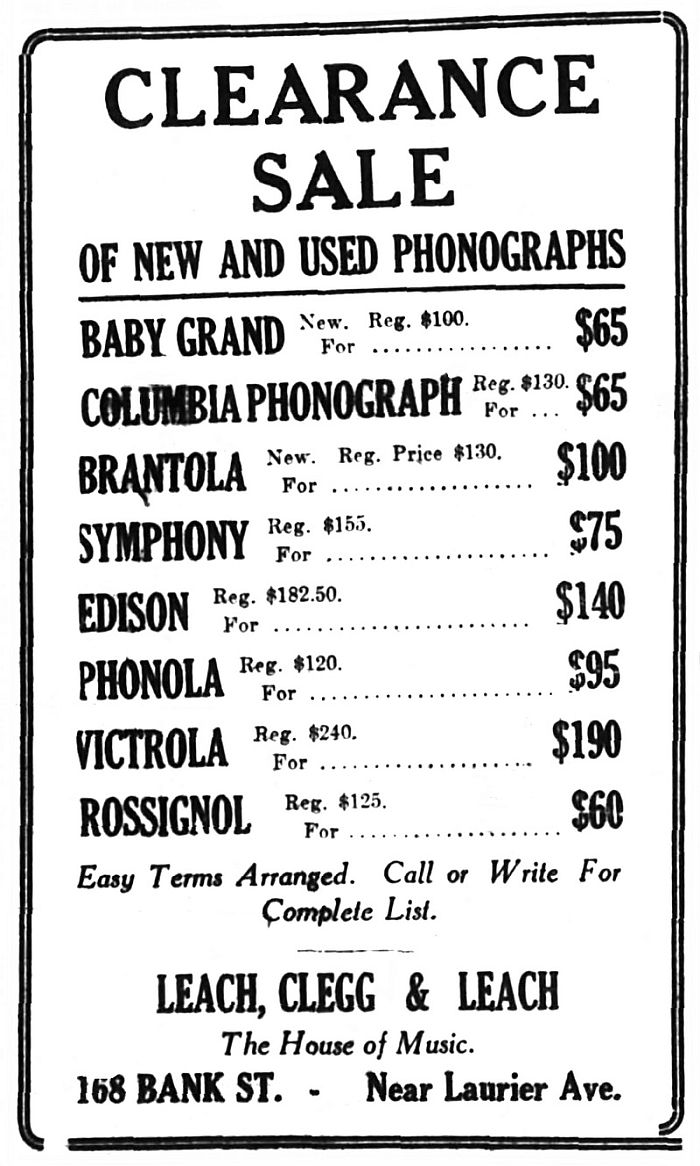 CLEARANCE
SALE
OF NEW AND USED PHONOGRAPHS
BABY GRAND New. Reg. $100. For .................. $65
COLUMBIA PHONOGRAPH Reg. $130. For ... $65
BRANTOLA New. Reg. Price $130. For .................... $100
SYMPHONY Reg. $155. For ...................... $75
EDISON Reg. $182.50. For .......................... $140
PHONOLA Reg. $120. For ........................ $95
VICTROLA Reg. $240. For ..................... $190
ROSSIGNOL Reg. $125. For ..................... $60
Easy Terms Arranged. Call or Write For
Complete List.
LEACH, CLEGG & LEACH
The House of Music.
168 BANK ST. - Near Laurier Ave.